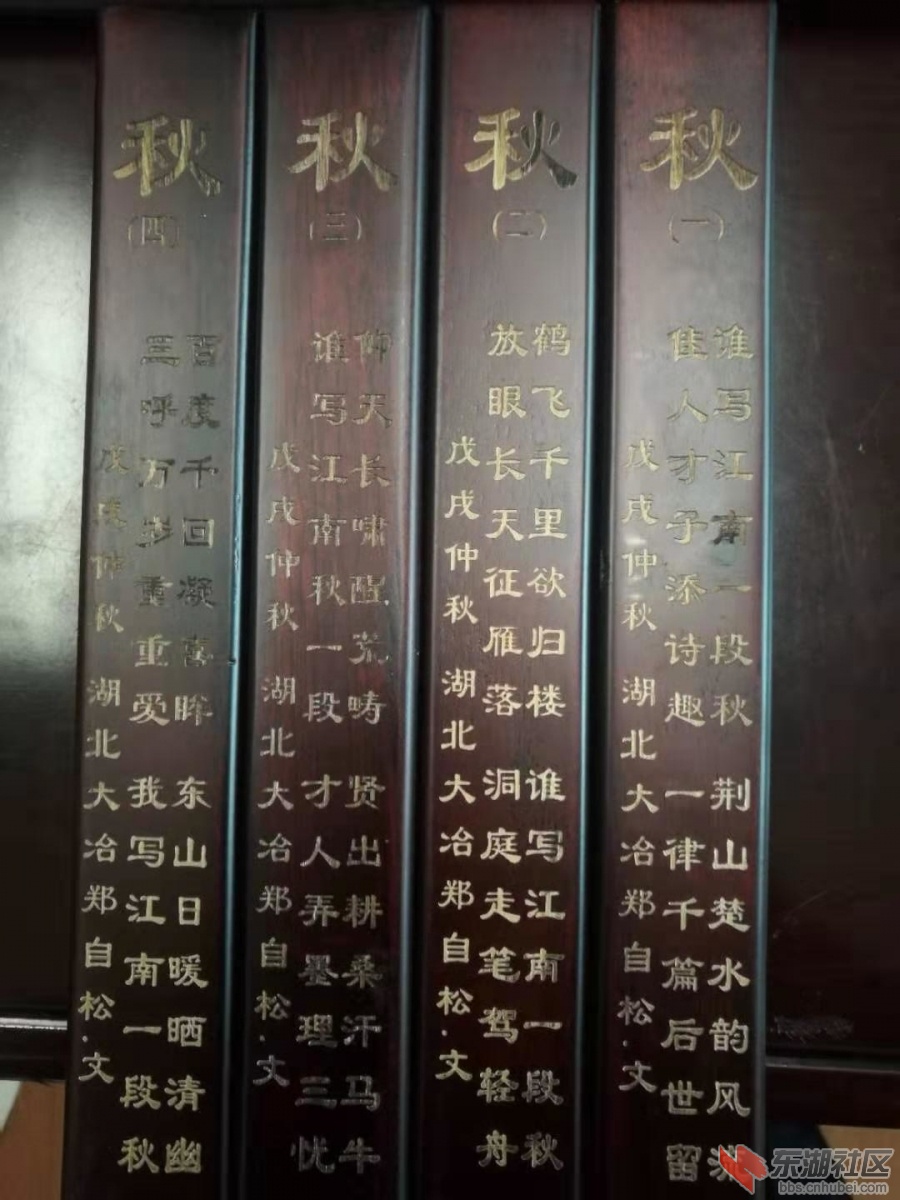 秋
(一)
谁写江南一段秋 荆山楚水韵风流
佳人才子添诗趣 一律千篇后世留
戊戌仲秋 湖北大冶郑自松·文
秋
(二)
鹤飞千里欲归楼 谁写江南一段秋
放眼长天征雁落 洞庭走笔驾轻舟
戊戌仲秋 湖北大冶郑自松·文
秋
(三)
仰天长啸醒荒畴 贤出耕桑汗马牛
谁写江南秋一段 才人弄墨理三忧
戊戌仲秋 湖北大冶郑自松·文
秋
(四)
百度千回凝喜眸 东山日暖晒清幽
三呼万岁重重爱 我写江南一段秋
戊戌仲秋 湖北大冶郑自松·文
东湖社区
bbs.cnhubei.com